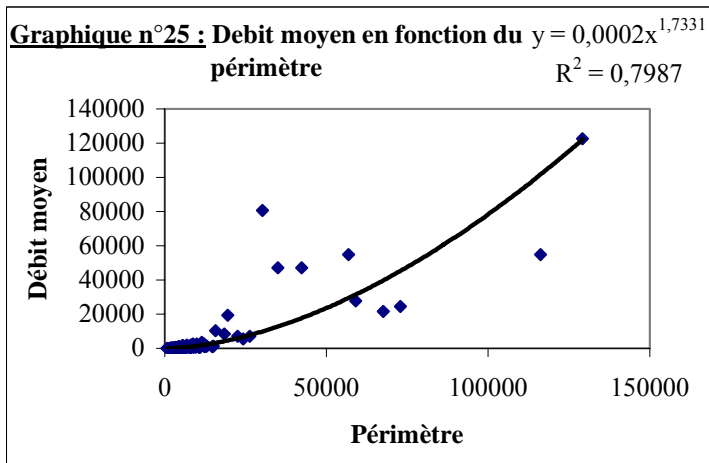 Graphique n°25 : Debit moyen en fonction du
périmètre
y = 0,0002x^1,7331
R² = 0,7987
140000
120000
100000
80000
60000
40000
20000
0
Débit moyen
0 50000 100000 150000
Périmètre